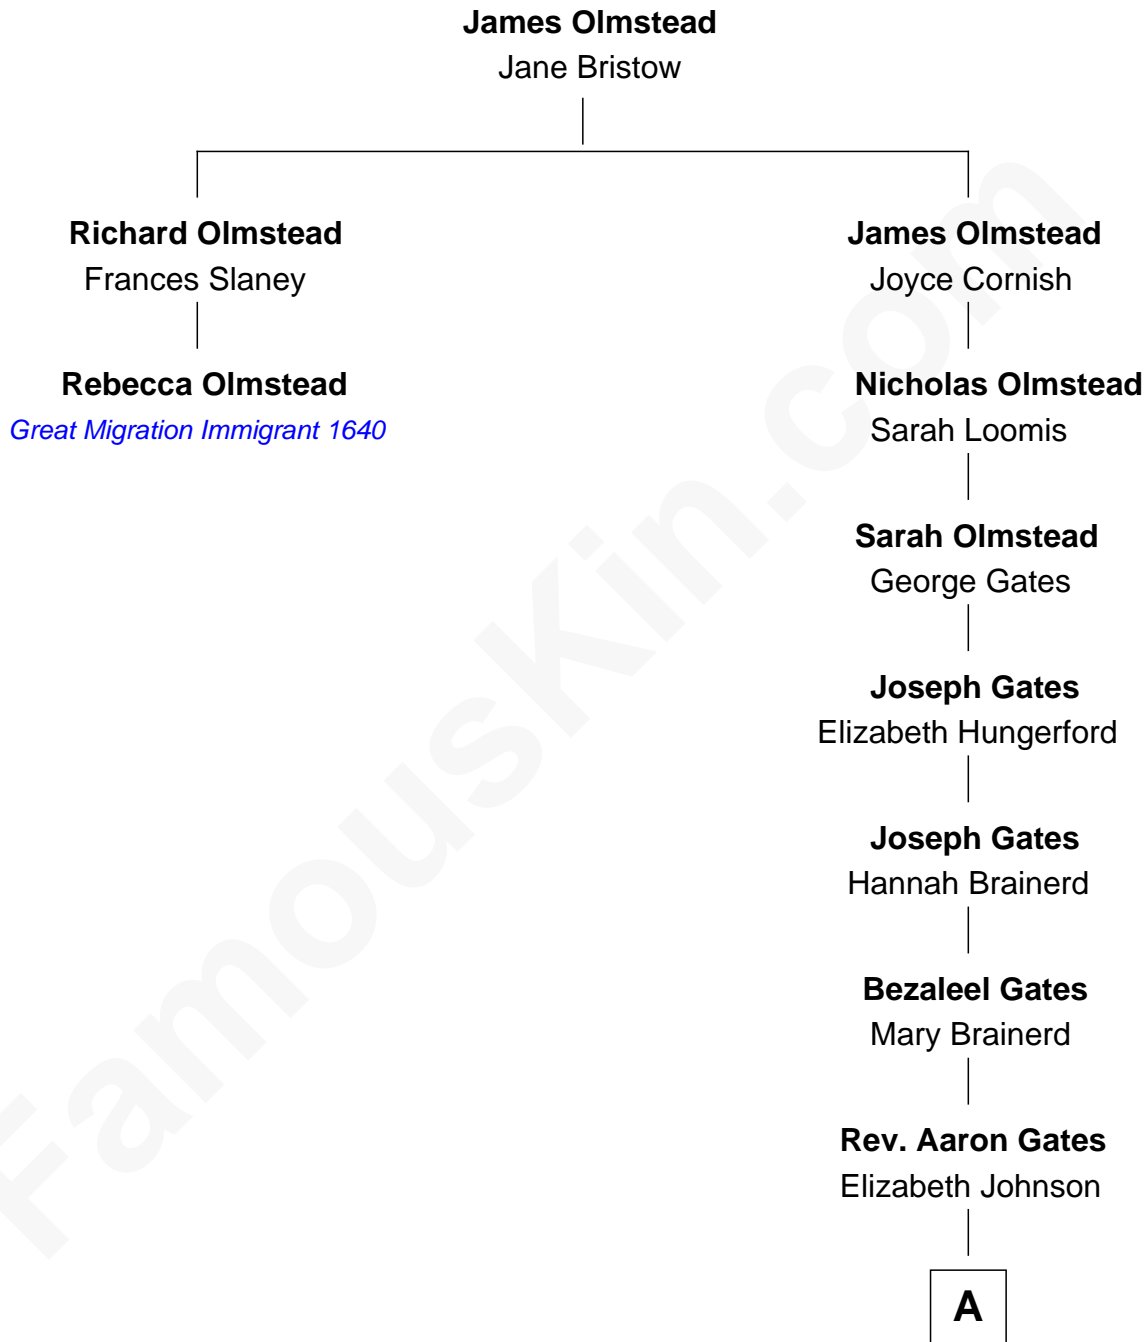 James Olmstead
Jane Bristow
Richard Olmstead
Frances Slaney
Rebecca Olmstead
Great Migration Immigrant 1640
James Olmstead
Joyce Cornish
Nicholas Olmstead
Sarah Loomis
Sarah Olmstead
George Gates
Joseph Gates
Elizabeth Hungerford
Joseph Gates
Hannah Brainerd
Bezaleel Gates
Mary Brainerd
Rev. Aaron Gates
Elizabeth Johnson
A
FamousKin.com